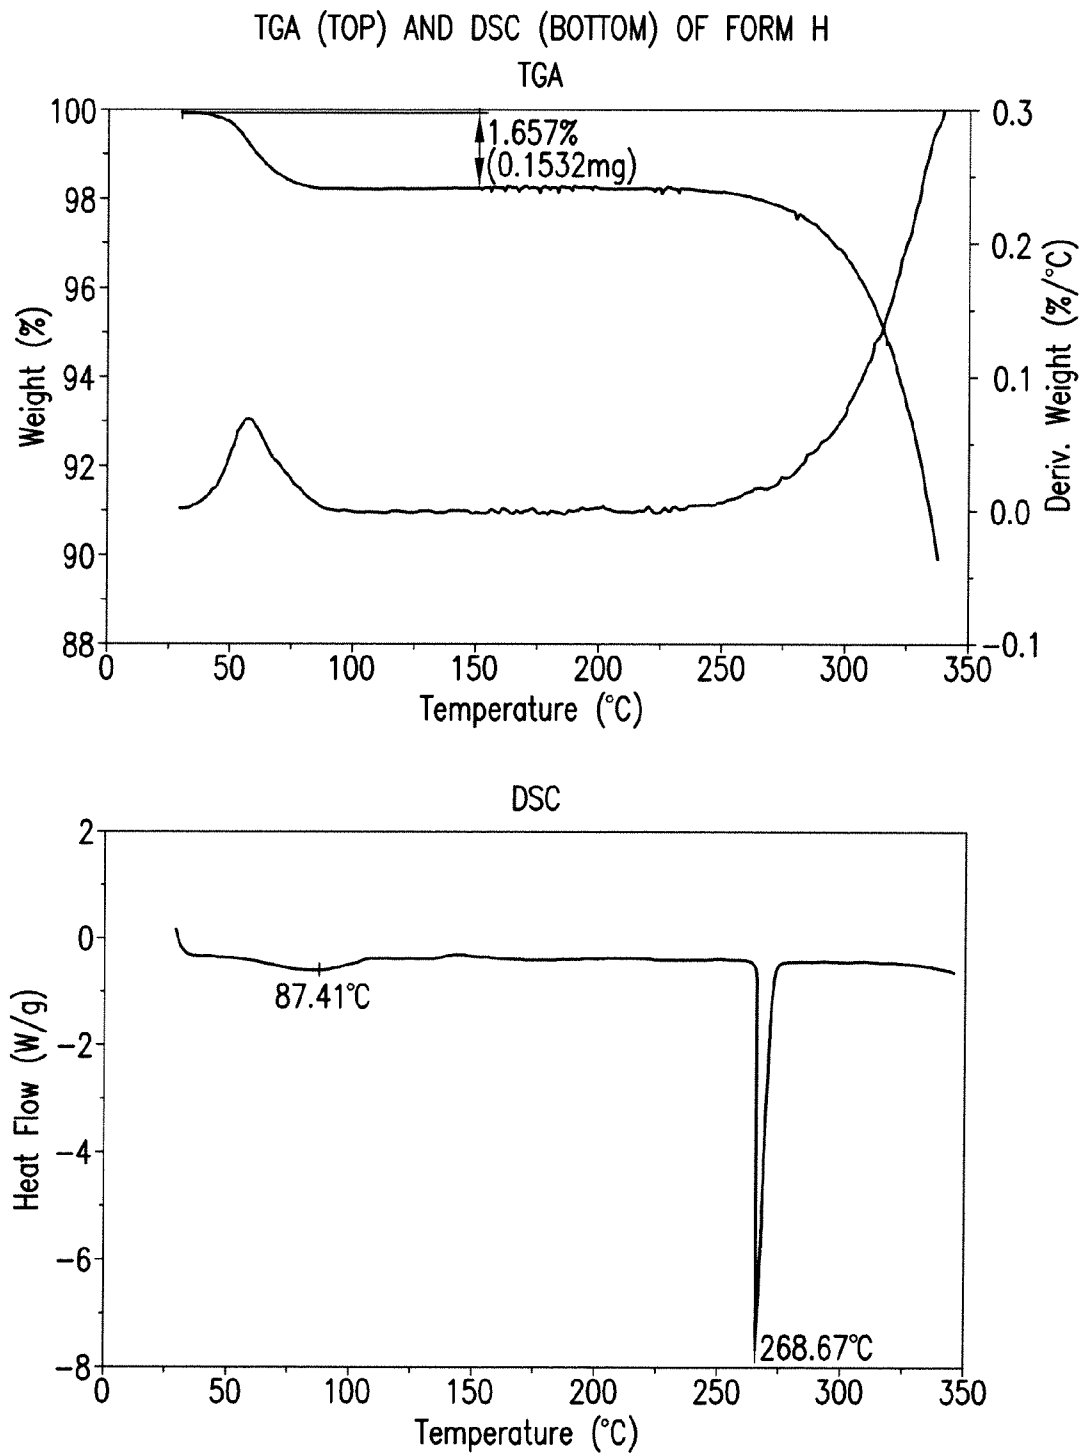 TGA (TOP) AND DSC (BOTTOM) OF FORM H
TGA
100
98
96
94
92
90
88
Weight (%)
1.657%
(0.1532mg)
0.3
0.2
0.1
0.0
-0.1
Deriv. Weight (%/°C)
0 50 100 150 200 250 300 350
Temperature (°C)
DSC
2
0
-2
-4
-6
-8
Heat Flow (W/g)
87.41°C
268.67°C
0 50 100 150 200 250 300 350
Temperature (°C)